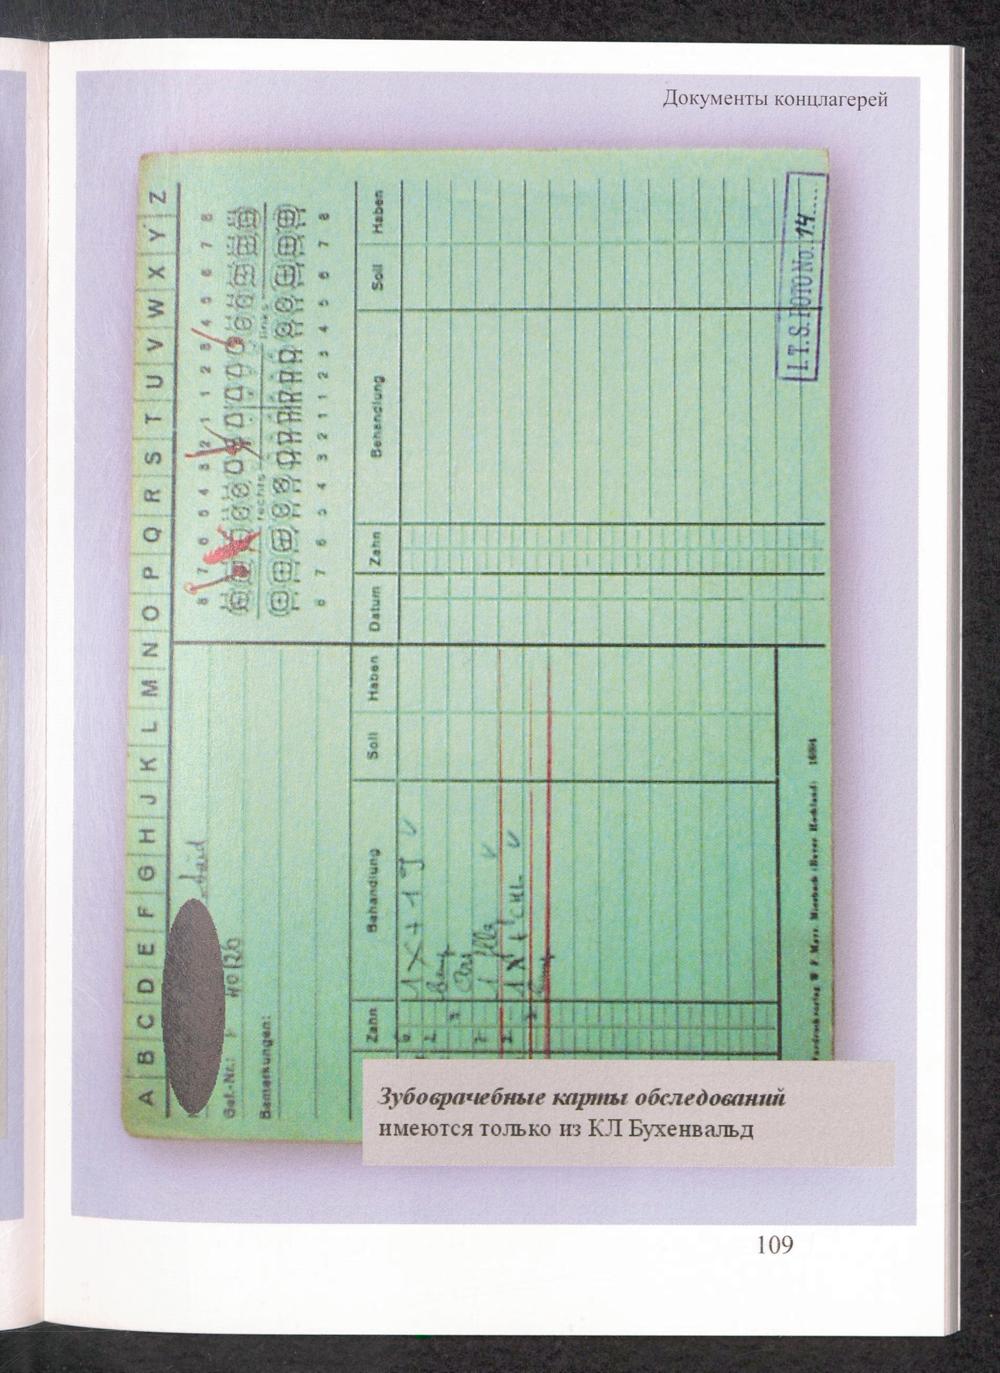 Документы концлагерей
A B C D E F G H J K L M N O P Q R S T U V W X Y Z
Gef.-Nr.:
Bemerkungen:
8 7 6 5 4 3 2 1 1 2 3 4 5 6 7 8
rechts links
8 7 6 5 4 3 2 1 1 2 3 4 5 6 7 8
Zahn Behandlung Soll Haben Datum Zahn Behandlung Soll Haben
I.T.S. FOTO No. 14
Зубоврачебные карты обследований
имеются только из КЛ Бухенвальд
109